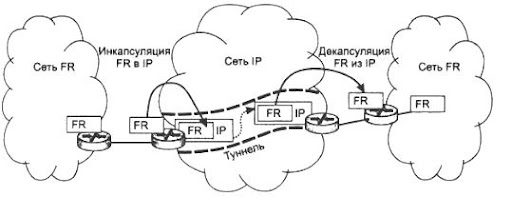 Инкапсуляция
FR в IP
Декапсуляция
FR из IP
Сеть FR
Сеть IP
Сеть FR
FR
FR
FR IP
FR IP
FR
FR
Туннель